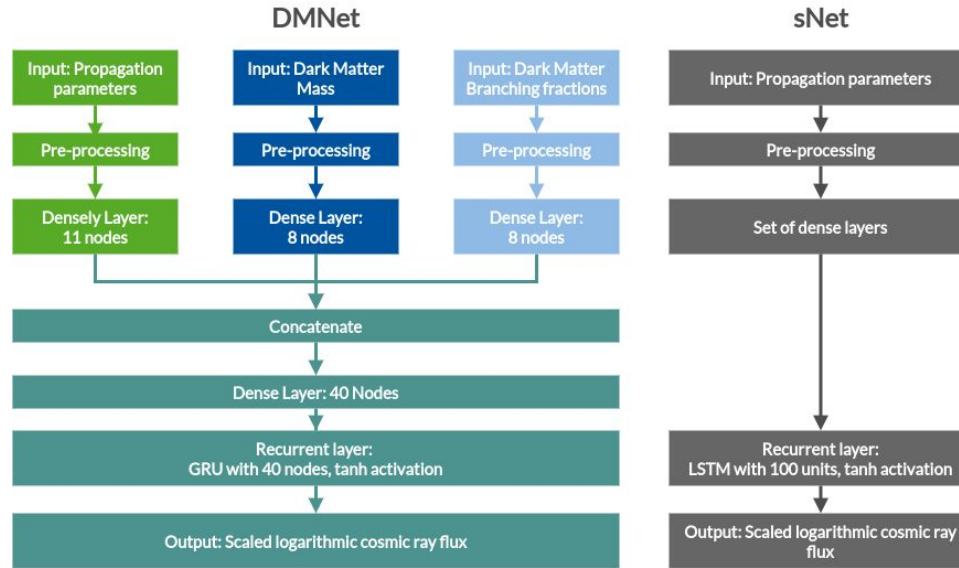 DMNet
sNet
Input: Propagation
parameters
Input: Dark Matter
Mass
Input: Dark Matter
Branching fractions
Input: Propagation parameters
Pre-processing
Pre-processing
Pre-processing
Pre-processing
Densely Layer:
11 nodes
Dense Layer:
8 nodes
Dense Layer:
8 nodes
Set of dense layers
Concatenate
Dense Layer: 40 Nodes
Recurrent layer:
GRU with 40 nodes, tanh activation
Recurrent layer:
LSTM with 100 units, tanh activation
Output: Scaled logarithmic cosmic ray flux
Output: Scaled logarithmic cosmic ray
flux